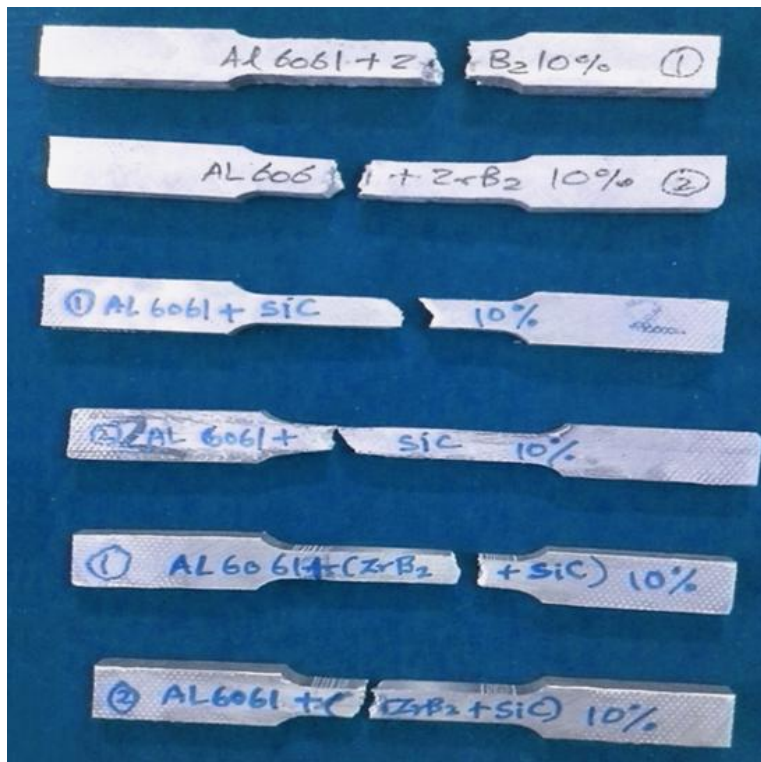 Al 6061 + Z B2 10% ①
AL 606 1 + ZrB2 10% ②
① AL 6061 + SiC 10%
② AL 6061 + SiC 10%
① AL 6061 + (ZrB2 + SiC) 10%
② AL6061 + ( ZrB2 + SiC) 10%